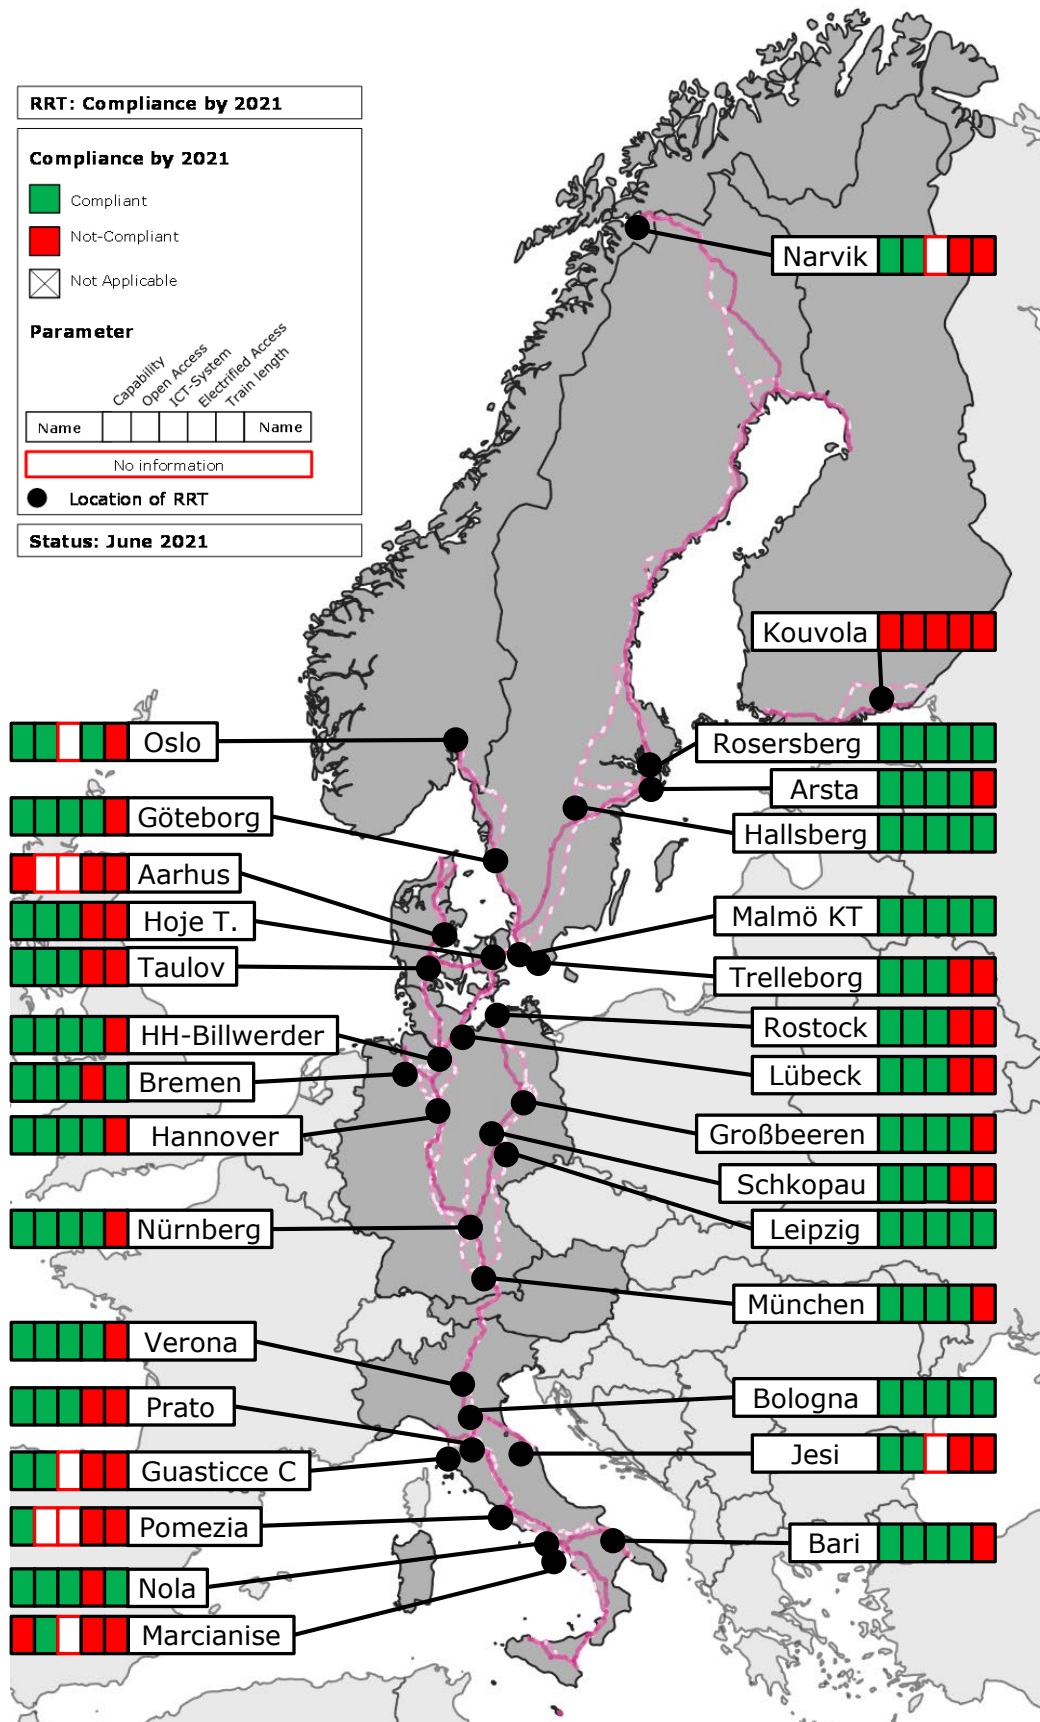 RRT: Compliance by 2021
Compliance by 2021
Compliant
Not-Compliant
Not Applicable
Parameter
Capability
Open Access
ICT-System
Electrified Access
Train length
Name
Name
No information
Location of RRT
Status: June 2021
Narvik
Kouvola
Oslo
Rosersberg
Arsta
Göteborg
Hallsberg
Aarhus
Hoje T.
Malmö KT
Taulov
Trelleborg
Rostock
HH-Billwerder
Lübeck
Bremen
Hannover
Großbeeren
Schkopau
Nürnberg
Leipzig
München
Verona
Bologna
Prato
Jesi
Guasticce C
Pomezia
Bari
Nola
Marcianise